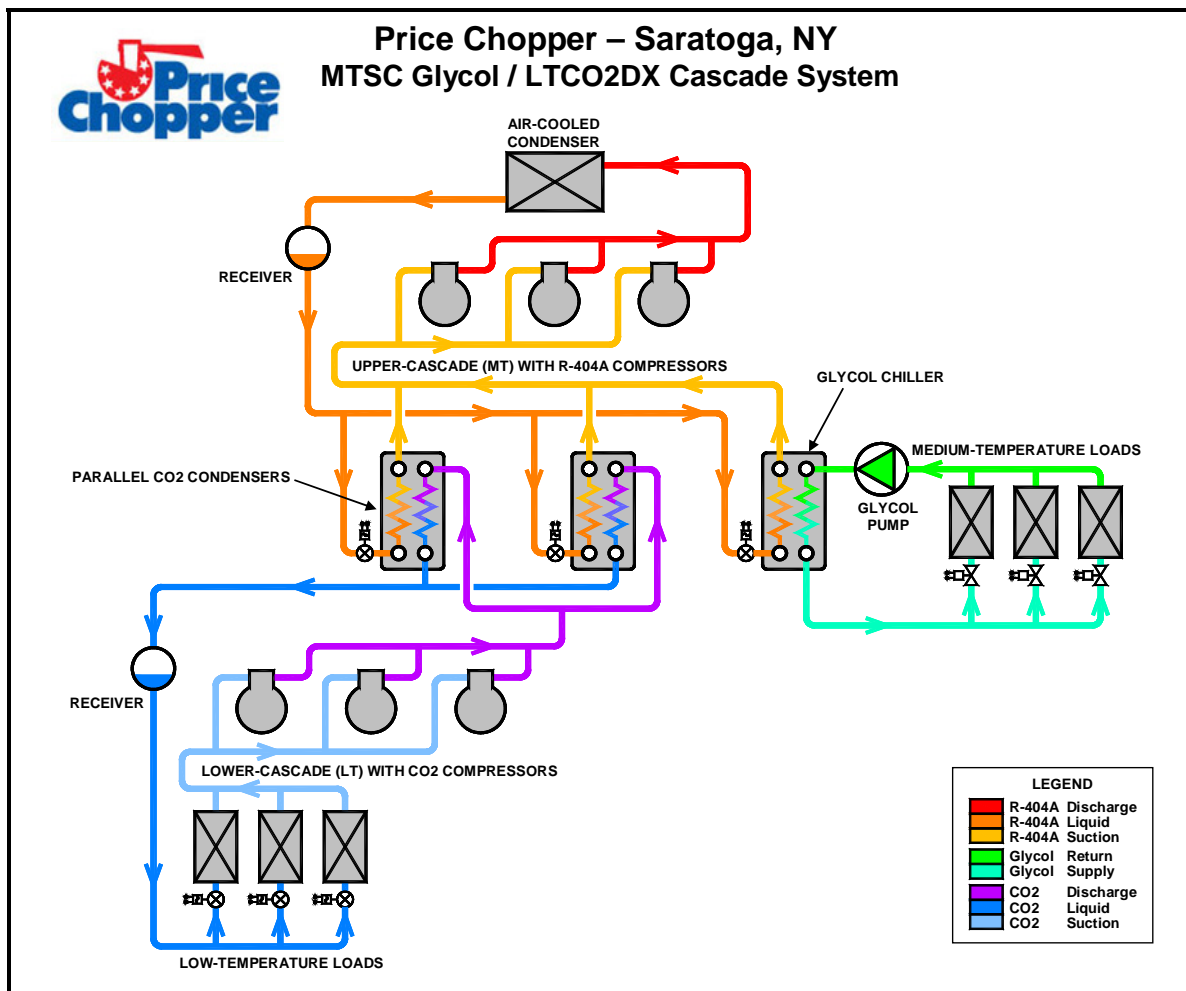 Price Chopper – Saratoga, NY
MTSC Glycol / LTCO2DX Cascade System
Price
Chopper
AIR-COOLED
CONDENSER
RECEIVER
UPPER-CASCADE (MT) WITH R-404A COMPRESSORS
GLYCOL CHILLER
PARALLEL CO2 CONDENSERS
MEDIUM-TEMPERATURE LOADS
GLYCOL
PUMP
RECEIVER
LOWER-CASCADE (LT) WITH CO2 COMPRESSORS
LOW-TEMPERATURE LOADS
LEGEND
R-404A Discharge
R-404A Liquid
R-404A Suction
Glycol Return
Glycol Supply
CO2 Discharge
CO2 Liquid
CO2 Suction